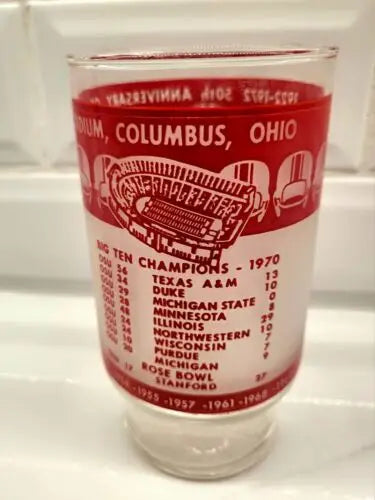 1922-1972 50th ANNIVERSARY
DIUM, COLUMBUS, OHIO
BIG TEN CHAMPIONS - 1970
OSU 56 TEXAS A&M 13
OSU 34 DUKE 10
OSU 29 MICHIGAN STATE 0
OSU 28 MINNESOTA 8
OSU 48 ILLINOIS 29
OSU 24 NORTHWESTERN 10
OSU 24 WISCONSIN 7
OSU 10 PURDUE 7
20 MICHIGAN 9
ROSE BOWL
17 STANFORD 27
-1955 -1957 -1961 -1968